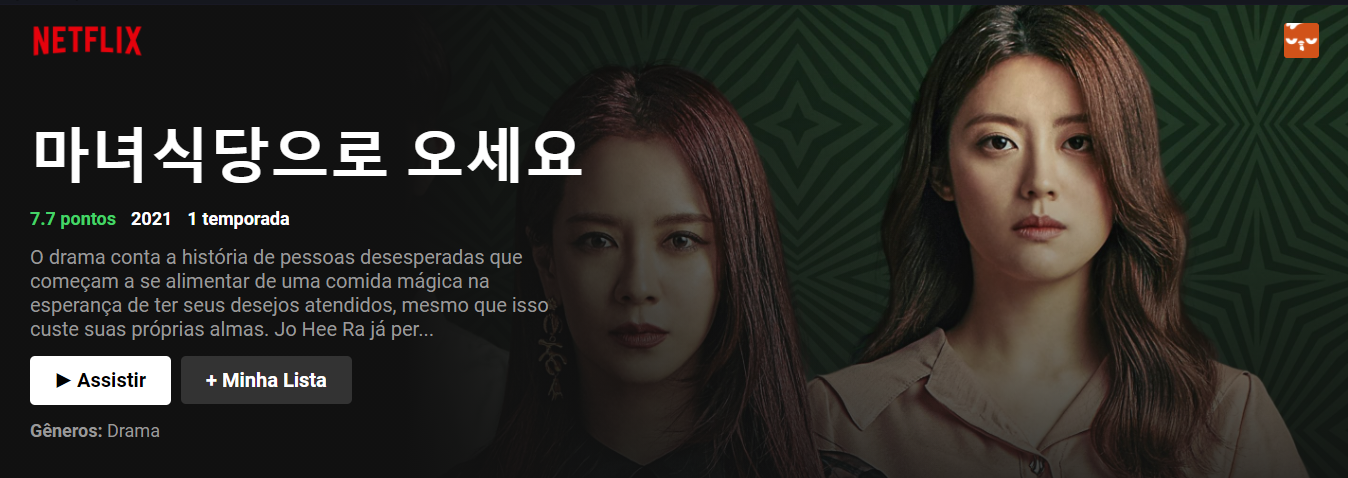 NETFLIX
마녀식당으로 오세요
7.7 pontos 2021 1 temporada
O drama conta a história de pessoas desesperadas que
começam a se alimentar de uma comida mágica na
esperança de ter seus desejos atendidos, mesmo que isso
custe suas próprias almas. Jo Hee Ra já per...
▶ Assistir + Minha Lista
Gêneros: Drama